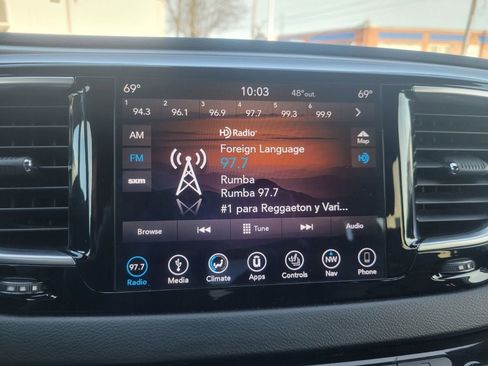 69° 10:03 48°out. 69°
1 2 3 4 5 6
94.3 96.1 96.9 97.7 99.3 99.9
AM
HD Radio
Map
Foreign Language
FM
97.7
HD
Rumba
SXM
Rumba 97.7
#1 para Reggaeton y Vari...
Browse Tune Audio
97.7 NW
Radio Media Climate Apps Controls Nav Phone